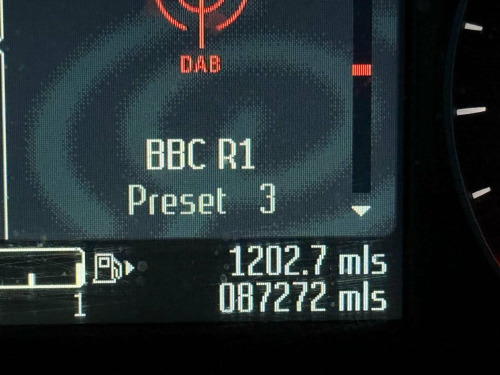 DAB
BBC R1
Preset 3
1202.7 mls
1
087272 mls